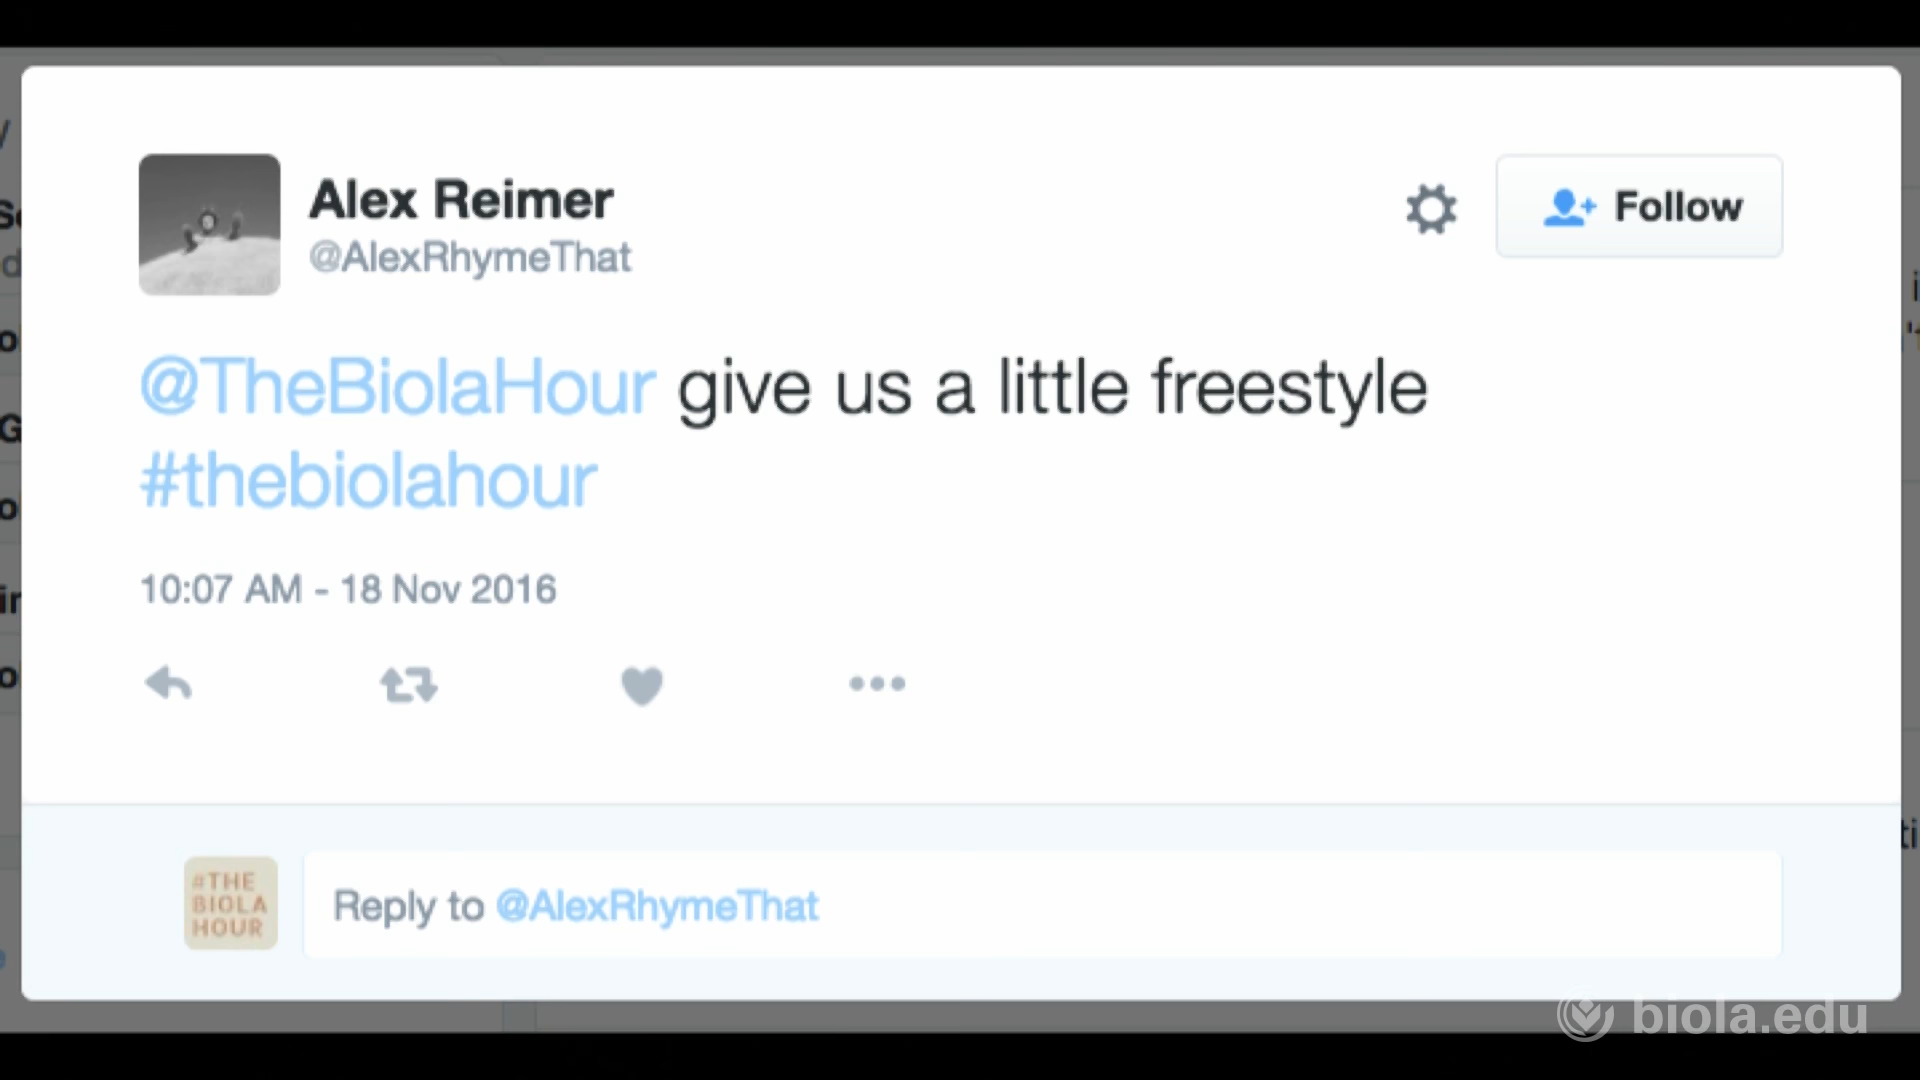 Alex Reimer
@AlexRhymeThat
Follow
@TheBiolaHour give us a little freestyle
#thebiolahour
10:07 AM - 18 Nov 2016
#THE
BIOLA
HOUR
Reply to @AlexRhymeThat
biola.edu